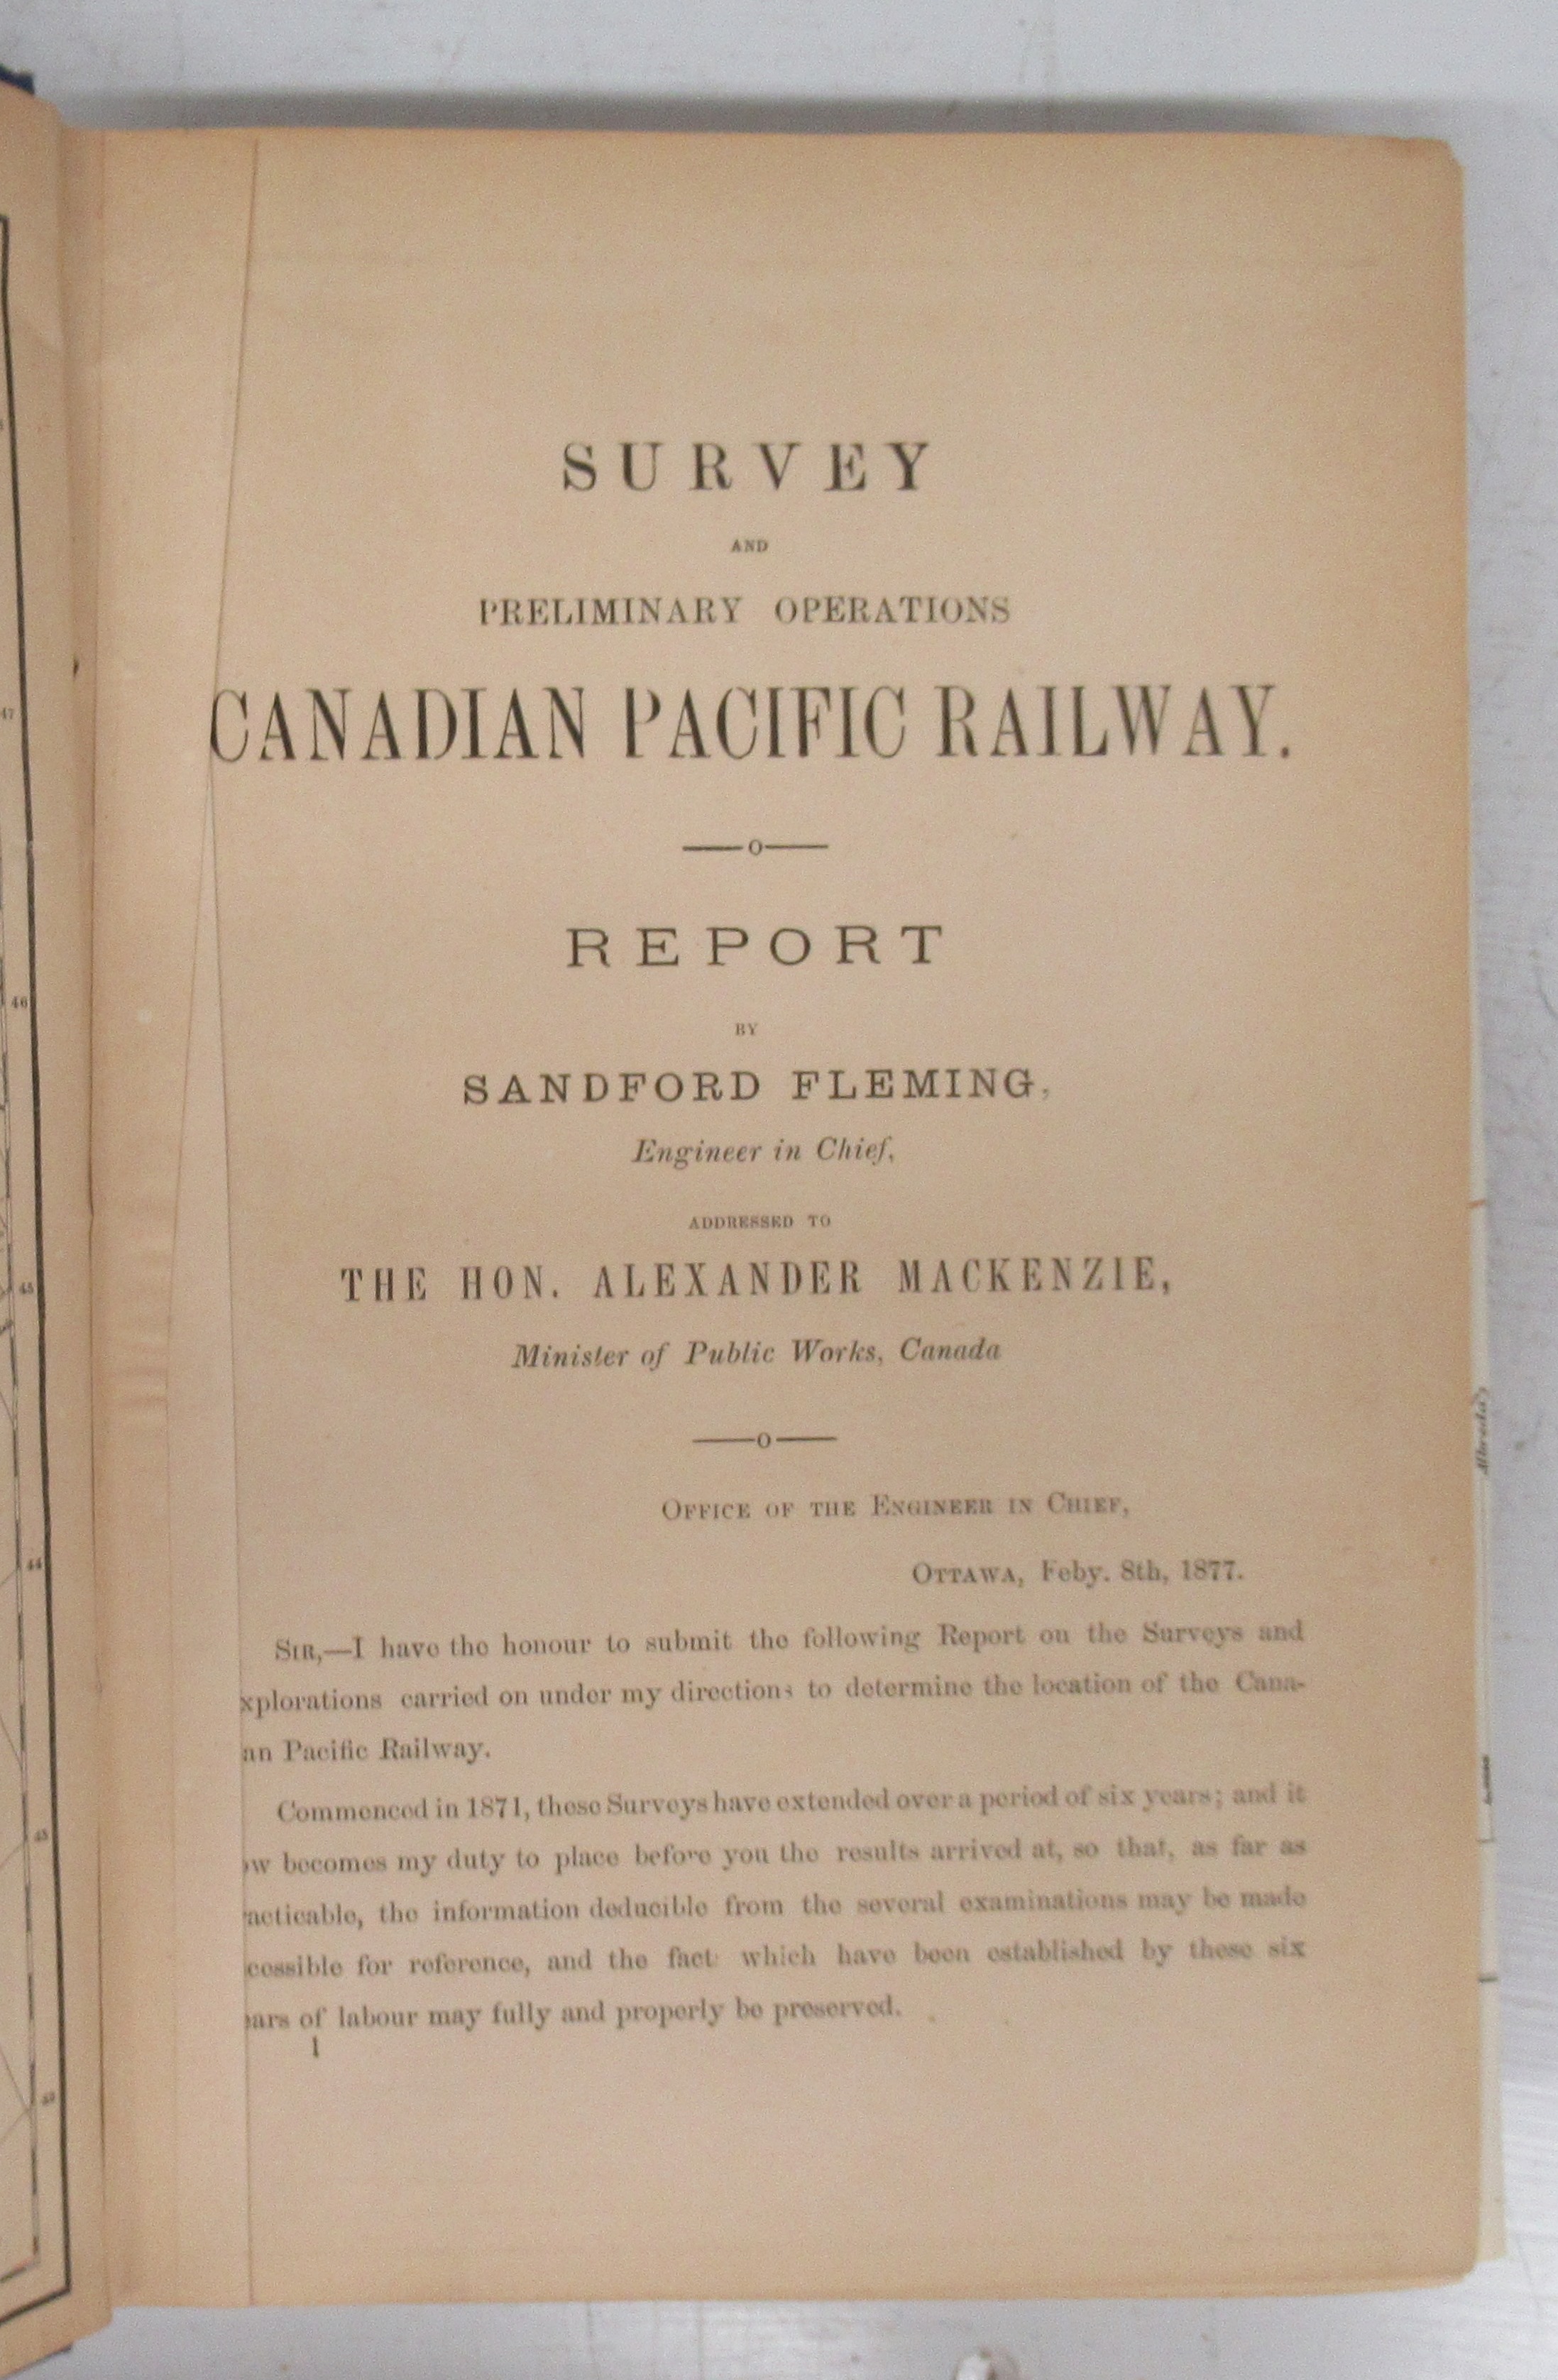 SURVEY
AND
PRELIMINARY OPERATIONS
CANADIAN PACIFIC RAILWAY.
—o—
REPORT
BY
SANDFORD FLEMING,
Engineer in Chief,
ADDRESSED TO
THE HON. ALEXANDER MACKENZIE,
Minister of Public Works, Canada
—o—
OFFICE OF THE ENGINEER IN CHIEF,
OTTAWA, Feby. 8th, 1877.
SIR,—I have the honour to submit the following Report on the Surveys and
xplorations carried on under my directions to determine the location of the Cana-
an Pacific Railway.
Commenced in 1871, these Surveys have extended over a period of six years; and it
w becomes my duty to place before you the results arrived at, so that, as far as
acticable, the information deducible from the several examinations may be made
cessible for reference, and the fact which have been established by these six
ars of labour may fully and properly be preserved.
1
47
46
45
44
43